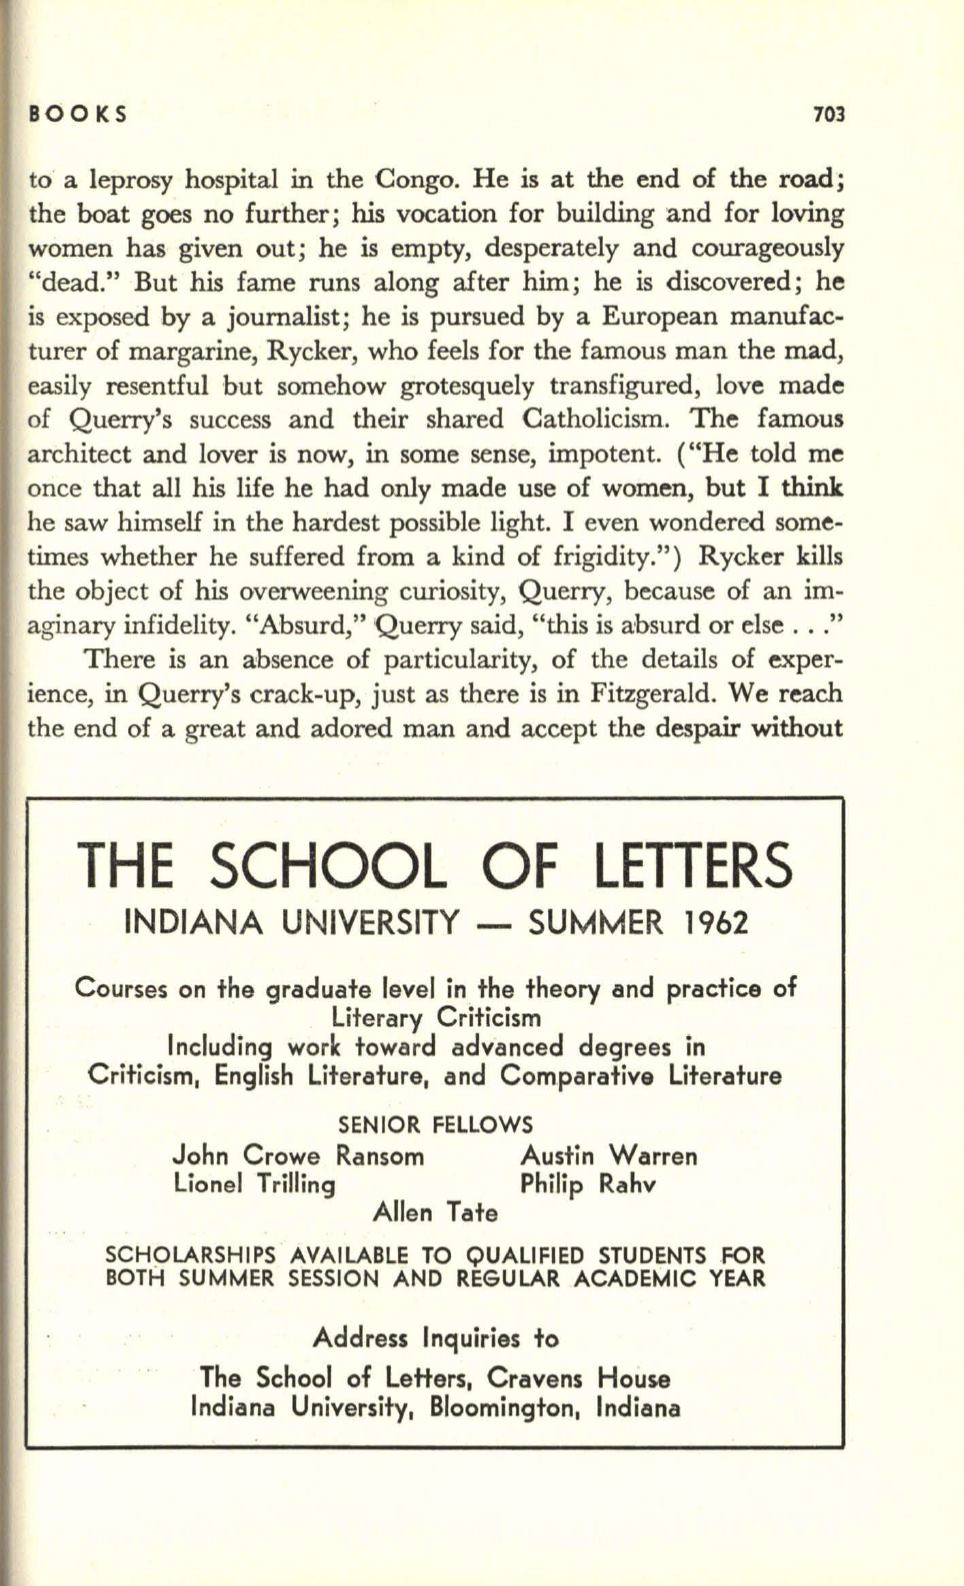 BOOKS 703
to a leprosy hospital in the Congo. He is at the end of the road;
the boat goes no further; his vocation for building and for loving
women has given out; he is empty, desperately and courageously
“dead.” But his fame runs along after him; he is discovered; he
is exposed by a journalist; he is pursued by a European manufac-
turer of margarine, Rycker, who feels for the famous man the mad,
easily resentful but somehow grotesquely transfigured, love made
of Querry’s success and their shared Catholicism. The famous
architect and lover is now, in some sense, impotent. (“He told me
once that all his life he had only made use of women, but I think
he saw himself in the hardest possible light. I even wondered some-
times whether he suffered from a kind of frigidity.”) Rycker kills
the object of his overweening curiosity, Querry, because of an im-
aginary infidelity. “Absurd,” Querry said, “this is absurd or else . . .”
There is an absence of particularity, of the details of exper-
ience, in Querry’s crack-up, just as there is in Fitzgerald. We reach
the end of a great and adored man and accept the despair without
THE SCHOOL OF LETTERS
INDIANA UNIVERSITY — SUMMER 1962
Courses on the graduate level in the theory and practice of
Literary Criticism
Including work toward advanced degrees in
Criticism, English Literature, and Comparative Literature
SENIOR FELLOWS
John Crowe Ransom Austin Warren
Lionel Trilling Philip Rahv
Allen Tate
SCHOLARSHIPS AVAILABLE TO QUALIFIED STUDENTS FOR
BOTH SUMMER SESSION AND REGULAR ACADEMIC YEAR
Address Inquiries to
The School of Letters, Cravens House
Indiana University, Bloomington, Indiana